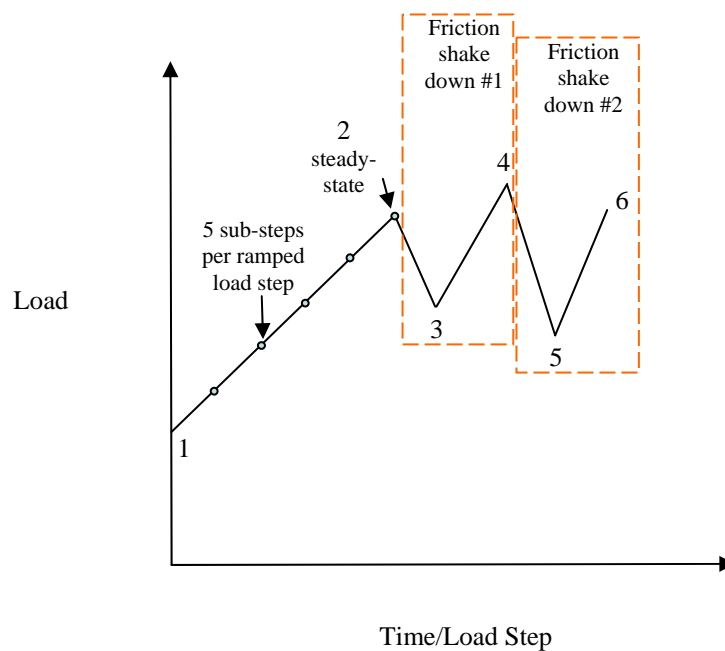 Friction
shake
down #1
Friction
shake
down #2
2
steady-
state
4
6
5 sub-steps
per ramped
load step
Load
3
5
1
Time/Load Step